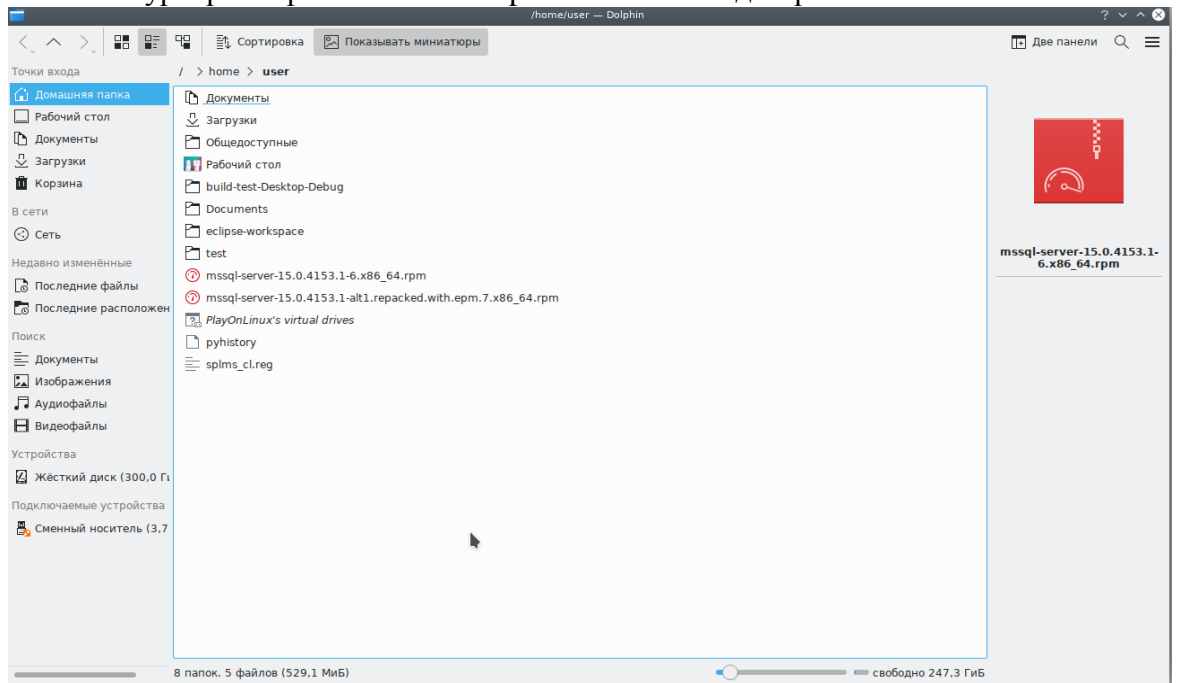 /home/user — Dolphin
Сортировка
Показывать миниатюры
Две панели
Точки входа
/ > home > user
Домашняя папка
Рабочий стол
Документы
Загрузки
Корзина
В сети
Сеть
Недавно изменённые
Последние файлы
Последние расположен
Поиск
Документы
Изображения
Аудиофайлы
Видеофайлы
Устройства
Жёсткий диск (300,0 Ги
Подключаемые устройства
Сменный носитель (3,7
Документы
Загрузки
Общедоступные
Рабочий стол
build-test-Desktop-Debug
Documents
eclipse-workspace
test
mssql-server-15.0.4153.1-6.x86_64.rpm
mssql-server-15.0.4153.1-alt1.repacked.with.epm.7.x86_64.rpm
PlayOnLinux's virtual drives
pyhistory
splms_cl.reg
mssql-server-15.0.4153.1-
6.x86_64.rpm
8 папок. 5 файлов (529,1 МиБ)
свободно 247,3 ГиБ